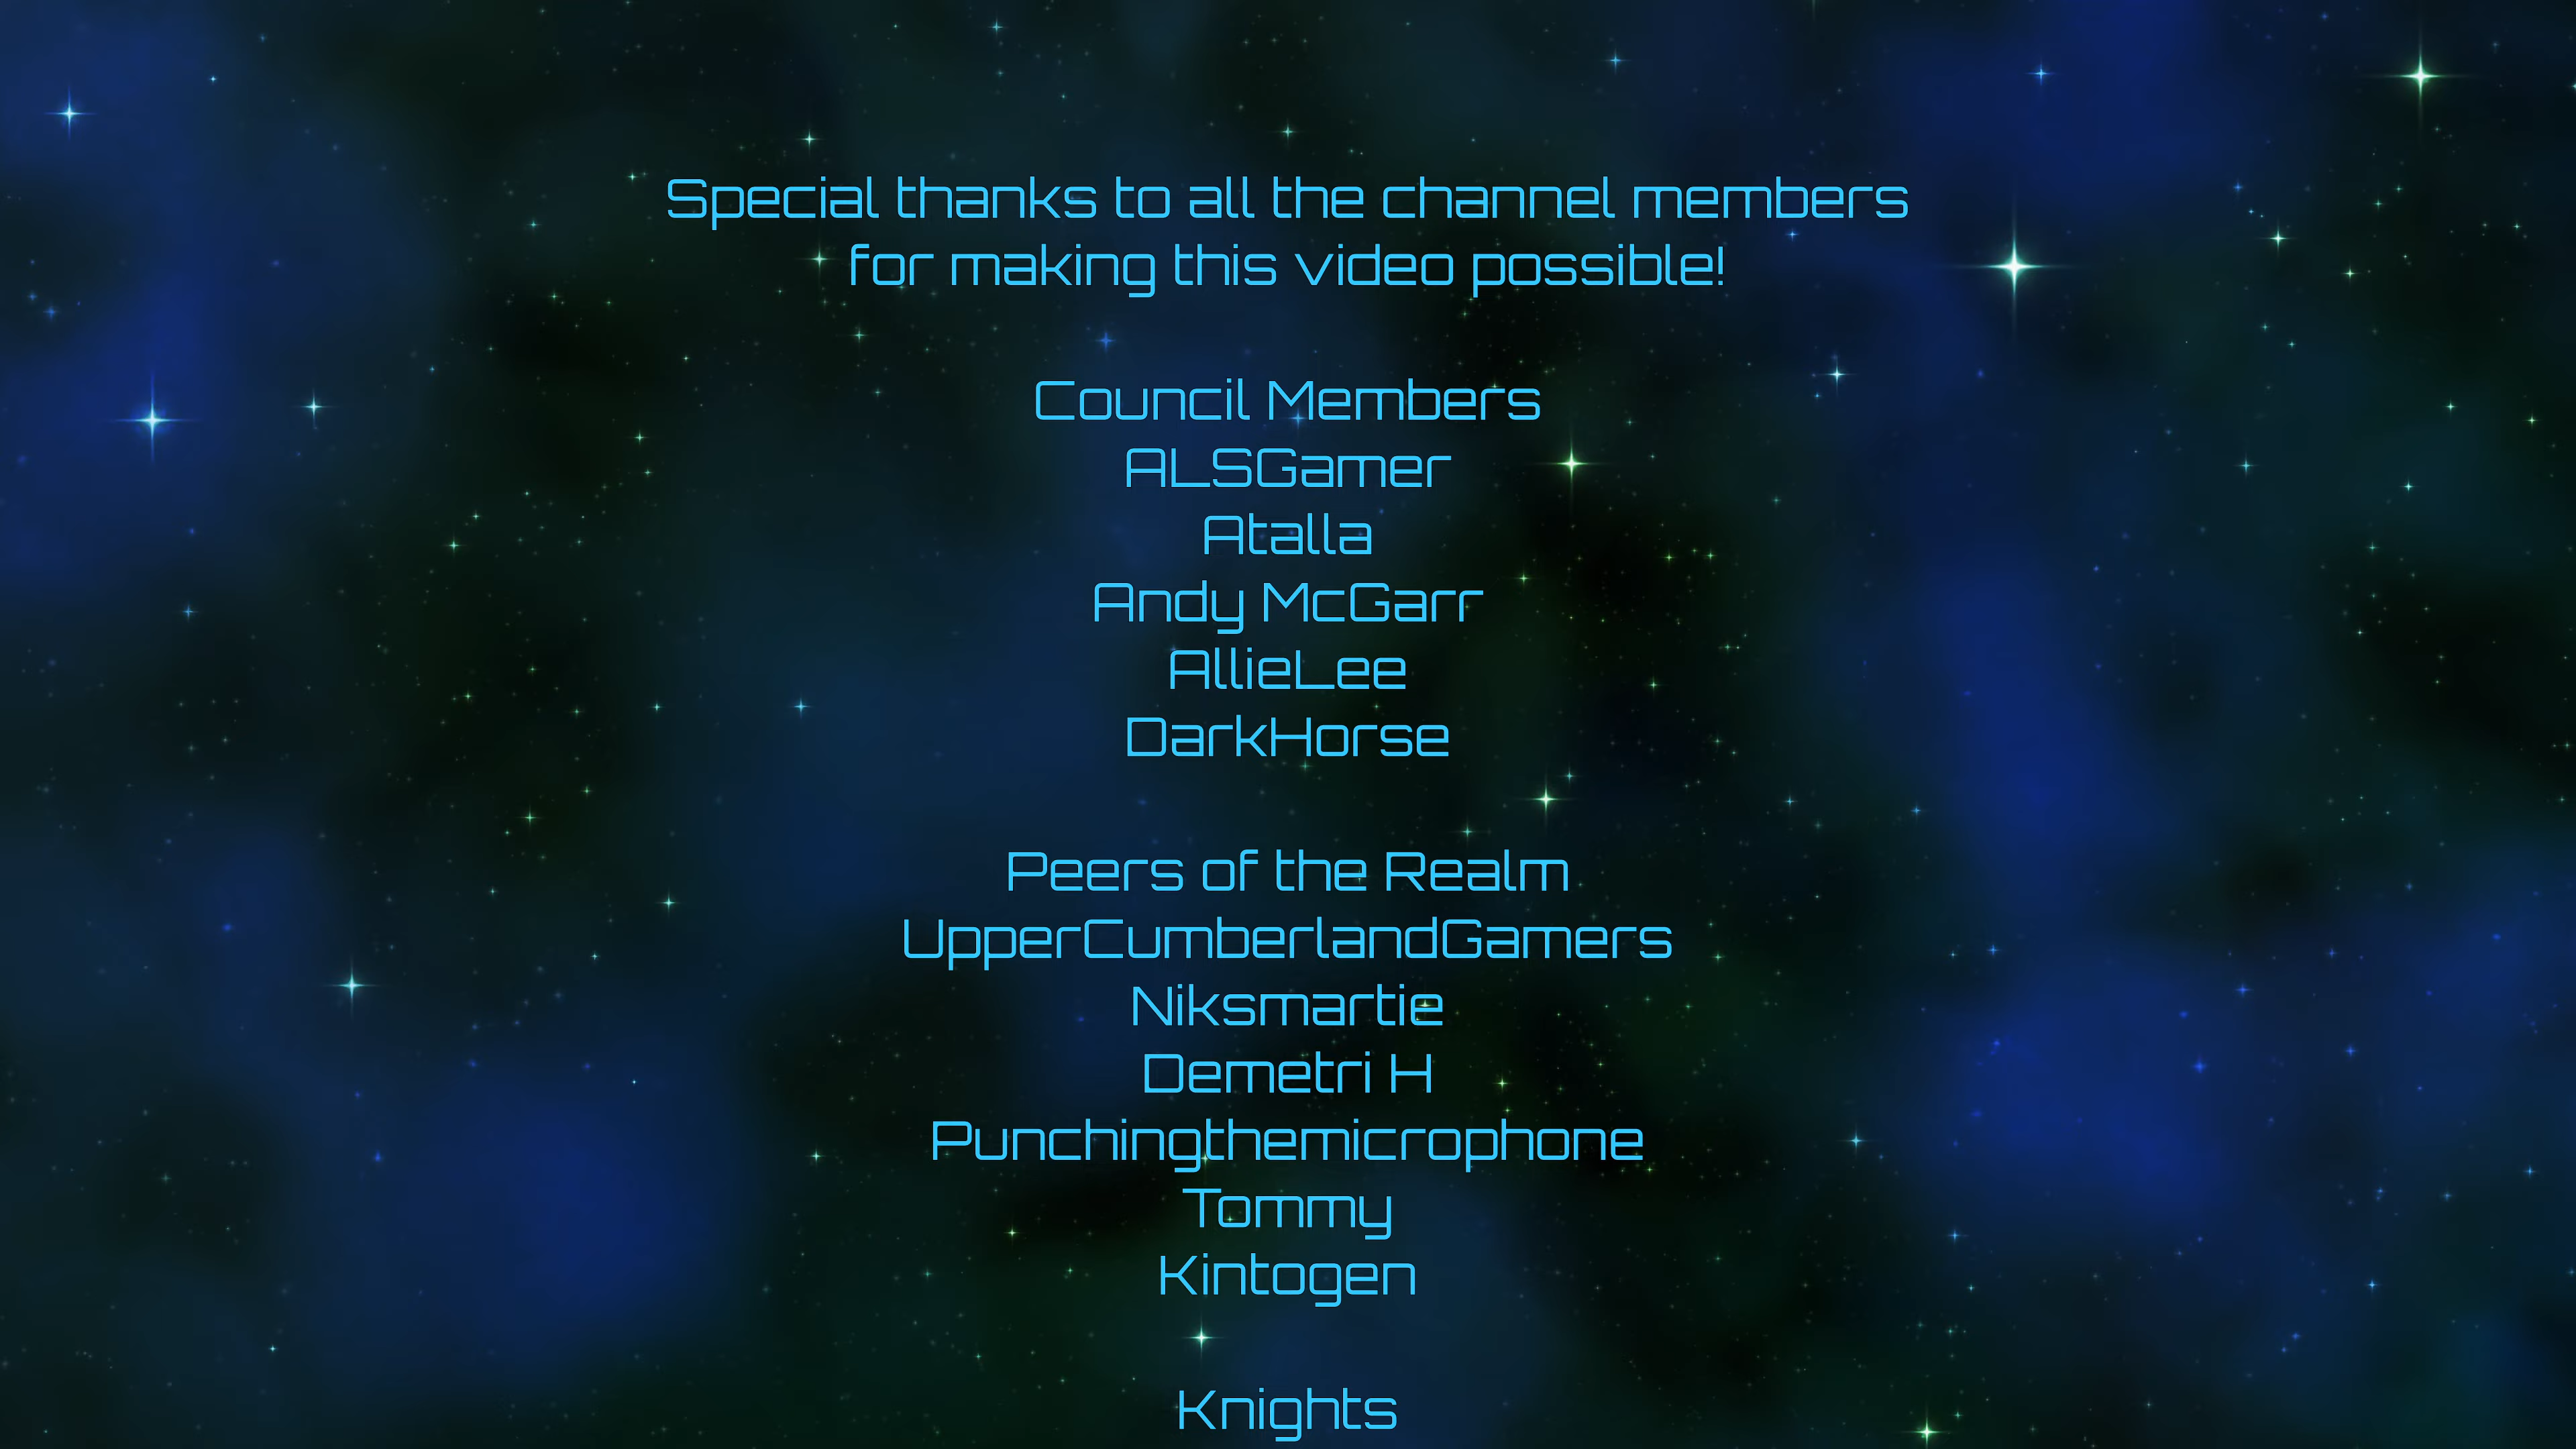 Special thanks to all the channel members
for making this video possible!
Council Members
ALSGamer
Atalla
Andy McGarr
AllieLee
DarkHorse
Peers of the Realm
UpperCumberlandGamers
Niksmartie
Demetri H
Punchingthemicrophone
Tommy
Kintogen
Knights